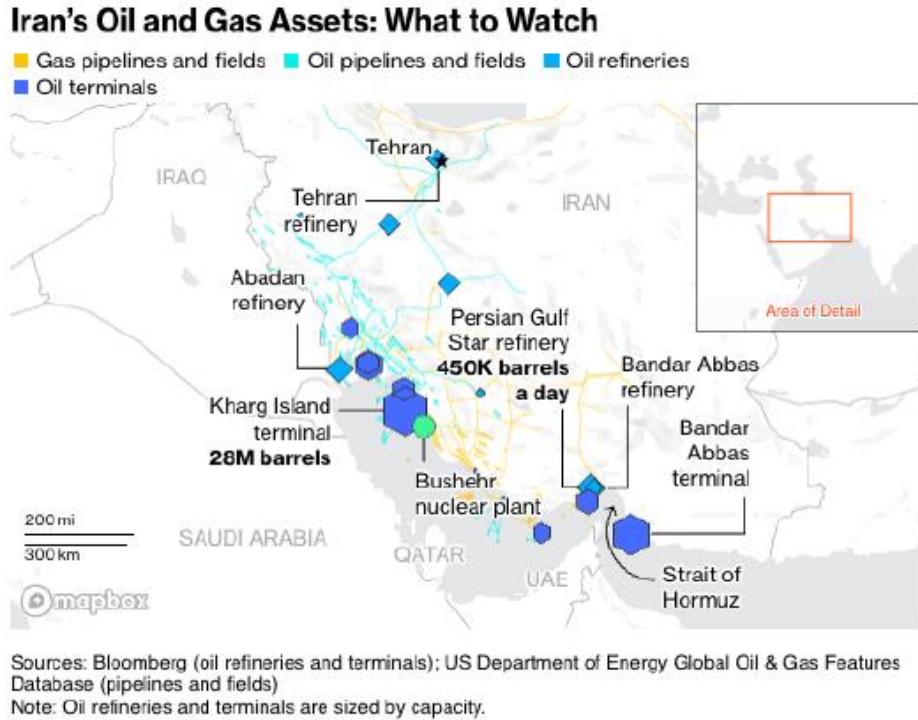 Iran's Oil and Gas Assets: What to Watch
Gas pipelines and fields Oil pipelines and fields Oil refineries
Oil terminals
Tehran
IRAQ
Tehran
refinery
IRAN
Abadan
refinery
Area of Detail
Persian Gulf
Star refinery
450K barrels
a day
Bandar Abbas
refinery
Kharg Island
terminal
28M barrels
Bandar
Abbas
terminal
Bushehr
nuclear plant
200 mi
300 km
SAUDI ARABIA
QATAR
UAE
Strait of
Hormuz
mapbox
Sources: Bloomberg (oil refineries and terminals); US Department of Energy Global Oil & Gas Features
Database (pipelines and fields)
Note: Oil refineries and terminals are sized by capacity.